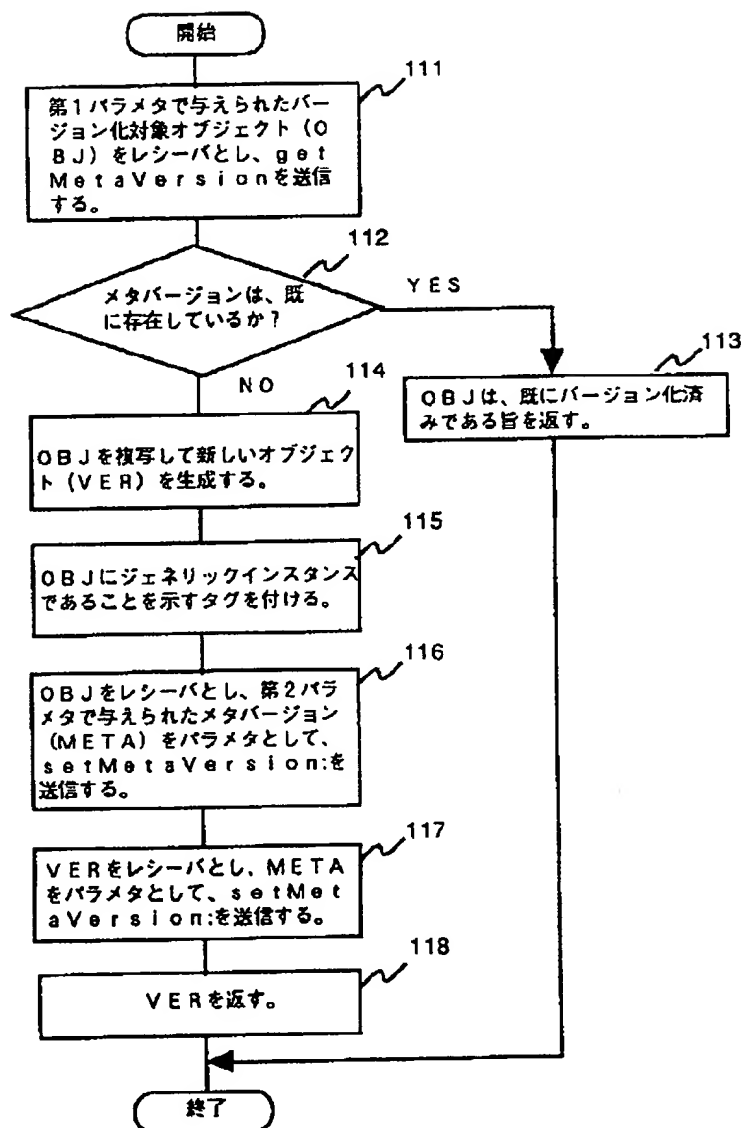 開始
111
第1パラメタで与えられたバー
ジョン化対象オブジェクト（O
BJ）をレシーバとし、get
MetaVersionを送信
する。
112
メタバージョンは、既
に存在しているか？
YES
113
OBJは、既にバージョン化済
みである旨を返す。
NO
114
OBJを複写して新しいオブジェク
ト（VER）を生成する。
115
OBJにジェネリックインスタンス
であることを示すタグを付ける。
116
OBJをレシーバとし、第2パラ
メタで与えられたメタバージョン
（META）をパラメタとして、
setMetaVersion:を
送信する。
117
VERをレシーバとし、META
をパラメタとして、setMet
aVersion:を送信する。
118
VERを返す。
終了